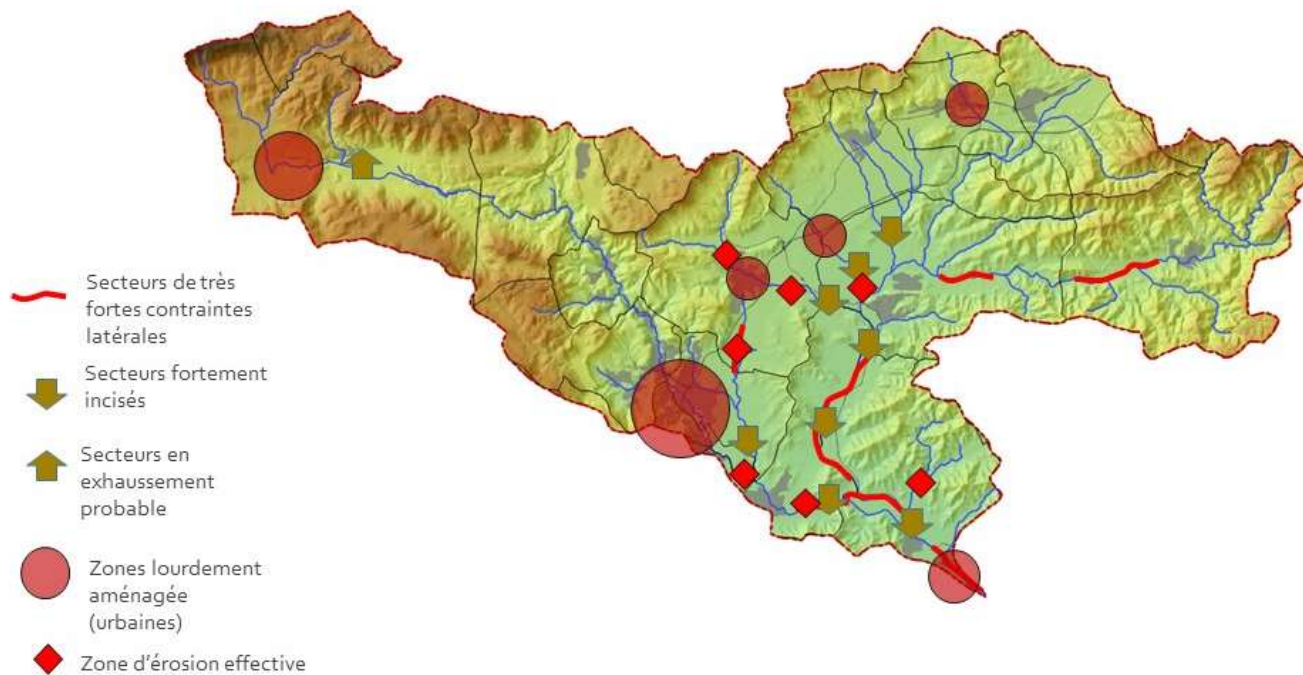 Secteurs de très
fortes contraintes
latérales
Secteurs fortement
incisés
Secteurs en
exhaussement
probable
Zones lourdement
aménagée
(urbaines)
Zone d'érosion effective